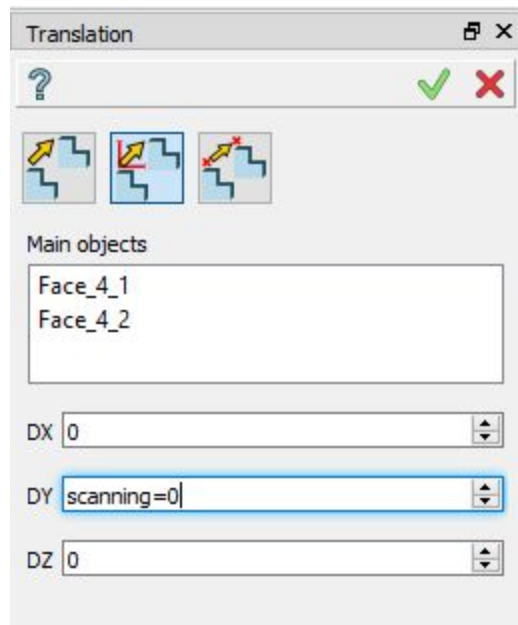 Translation
Main objects
Face_4_1
Face_4_2
DX 0
DY scanning=0
DZ 0